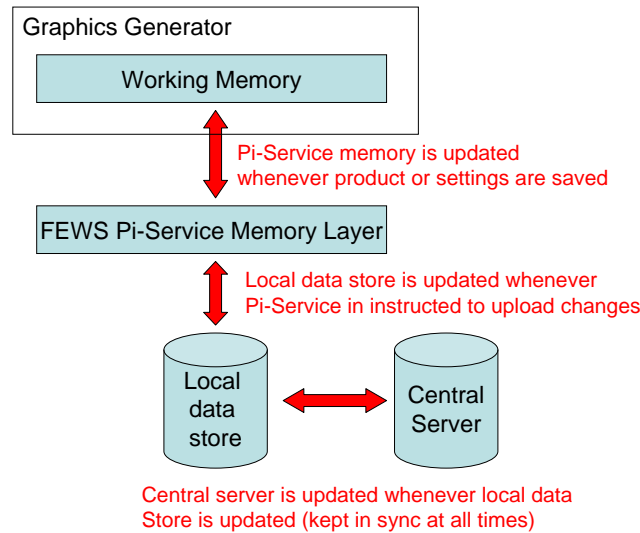 Graphics Generator
Working Memory
Pi-Service memory is updated
whenever product or settings are saved
FEWS Pi-Service Memory Layer
Local data store is updated whenever
Pi-Service in instructed to upload changes
Local
data
store
Central
Server
Central server is updated whenever local data
Store is updated (kept in sync at all times)